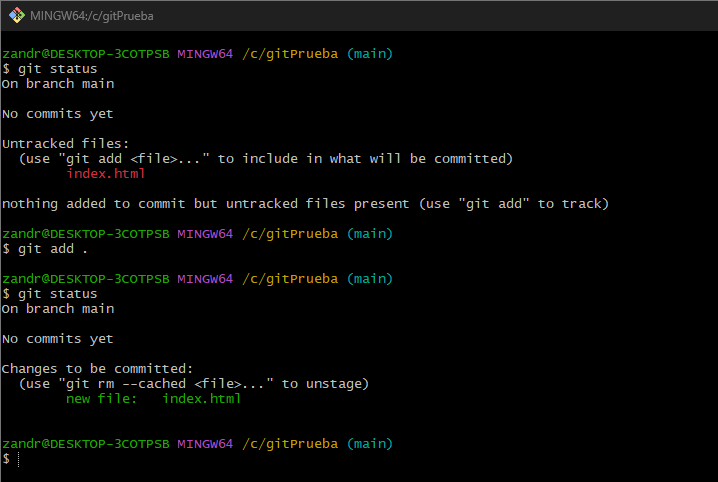 MINGW64:/c/gitPrueba
zandr@DESKTOP-3COTPSB MINGW64 /c/gitPrueba (main)
$ git status
On branch main
No commits yet
Untracked files:
  (use "git add <file>..." to include in what will be committed)
        index.html
nothing added to commit but untracked files present (use "git add" to track)
zandr@DESKTOP-3COTPSB MINGW64 /c/gitPrueba (main)
$ git add .
zandr@DESKTOP-3COTPSB MINGW64 /c/gitPrueba (main)
$ git status
On branch main
No commits yet
Changes to be committed:
  (use "git rm --cached <file>..." to unstage)
        new file:   index.html
zandr@DESKTOP-3COTPSB MINGW64 /c/gitPrueba (main)
$